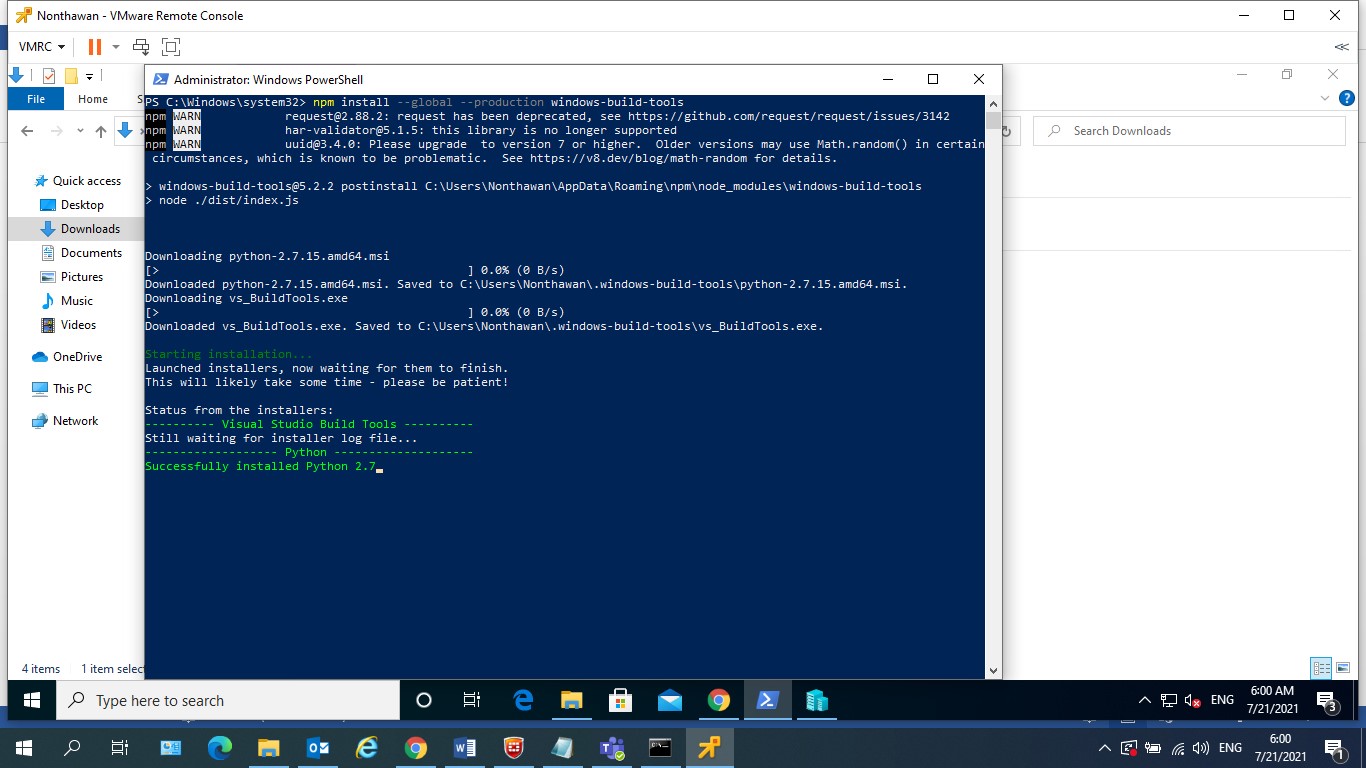 Nonthawan - VMware Remote Console
VMRC
Administrator: Windows PowerShell
File
Home
S
Search Downloads
Quick access
Desktop
Downloads
Documents
Pictures
Music
Videos
OneDrive
This PC
Network
PS C:\Windows\system32> npm install --global --production windows-build-tools
npm WARN request@2.88.2: request has been deprecated, see https://github.com/request/request/issues/3142
npm WARN har-validator@5.1.5: this library is no longer supported
npm WARN uuid@3.4.0: Please upgrade  to version 7 or higher.  Older versions may use Math.random() in certain
circumstances, which is known to be problematic.  See https://v8.dev/blog/math-random for details.
> windows-build-tools@5.2.2 postinstall C:\Users\Nonthawan\AppData\Roaming\npm\node_modules\windows-build-tools
> node ./dist/index.js
Downloading python-2.7.15.amd64.msi
[>                                            ] 0.0% (0 B/s)
Downloaded python-2.7.15.amd64.msi. Saved to C:\Users\Nonthawan\.windows-build-tools\python-2.7.15.amd64.msi.
Downloading vs_BuildTools.exe
[>                                            ] 0.0% (0 B/s)
Downloaded vs_BuildTools.exe. Saved to C:\Users\Nonthawan\.windows-build-tools\vs_BuildTools.exe.
Starting installation...
Launched installers, now waiting for them to finish.
This will likely take some time - please be patient!
Status from the installers:
---------- Visual Studio Build Tools ----------
Still waiting for installer log file...
------------------- Python --------------------
Successfully installed Python 2.7
4 items
1 item select
Type here to search
ENG
6:00 AM
7/21/2021
3
ENG
6:00
7/21/2021
1